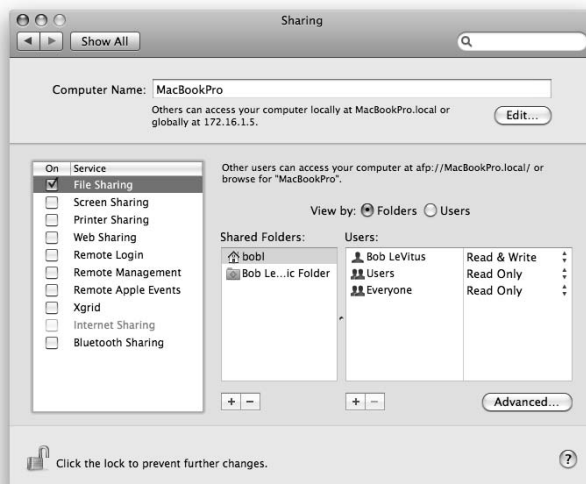 Sharing
Show All
Computer Name: MacBookPro
Others can access your computer locally at MacBookPro.local or
globally at 172.16.1.5.
Edit...
On Service
File Sharing
Screen Sharing
Printer Sharing
Web Sharing
Remote Login
Remote Management
Remote Apple Events
Xgrid
Internet Sharing
Bluetooth Sharing
Other users can access your computer at afp://MacBookPro.local/ or
browse for "MacBookPro".
View by: Folders Users
Shared Folders:
bobl
Bob Le...ic Folder
Users:
Bob LeVitus Read & Write
Users Read Only
Everyone Read Only
+ −
+ −
Advanced...
Click the lock to prevent further changes.
?